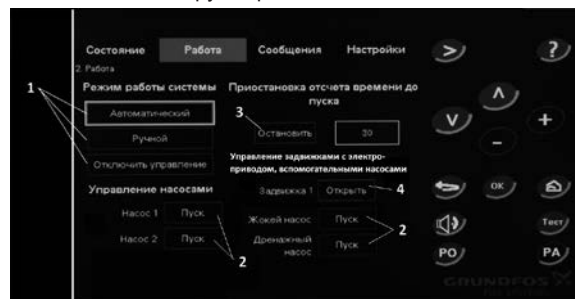 Состояние Работа Сообщения Настройки
2. Работа
Режим работы системы
Автоматический
Ручной
Отключить управление
1
Управление насосами
Насос 1 Пуск
Насос 2 Пуск
2
Приостановка отсчета времени до
пуска
3
Остановить 30
Управление задвижками с электро-
приводом, вспомогательными насосами
Задвижка 1 Открыть 4
Жокей насос Пуск
Дренажный
насос Пуск
2
> ?
V Λ + -
OK
Тест
PO PA
GRUNDFOS